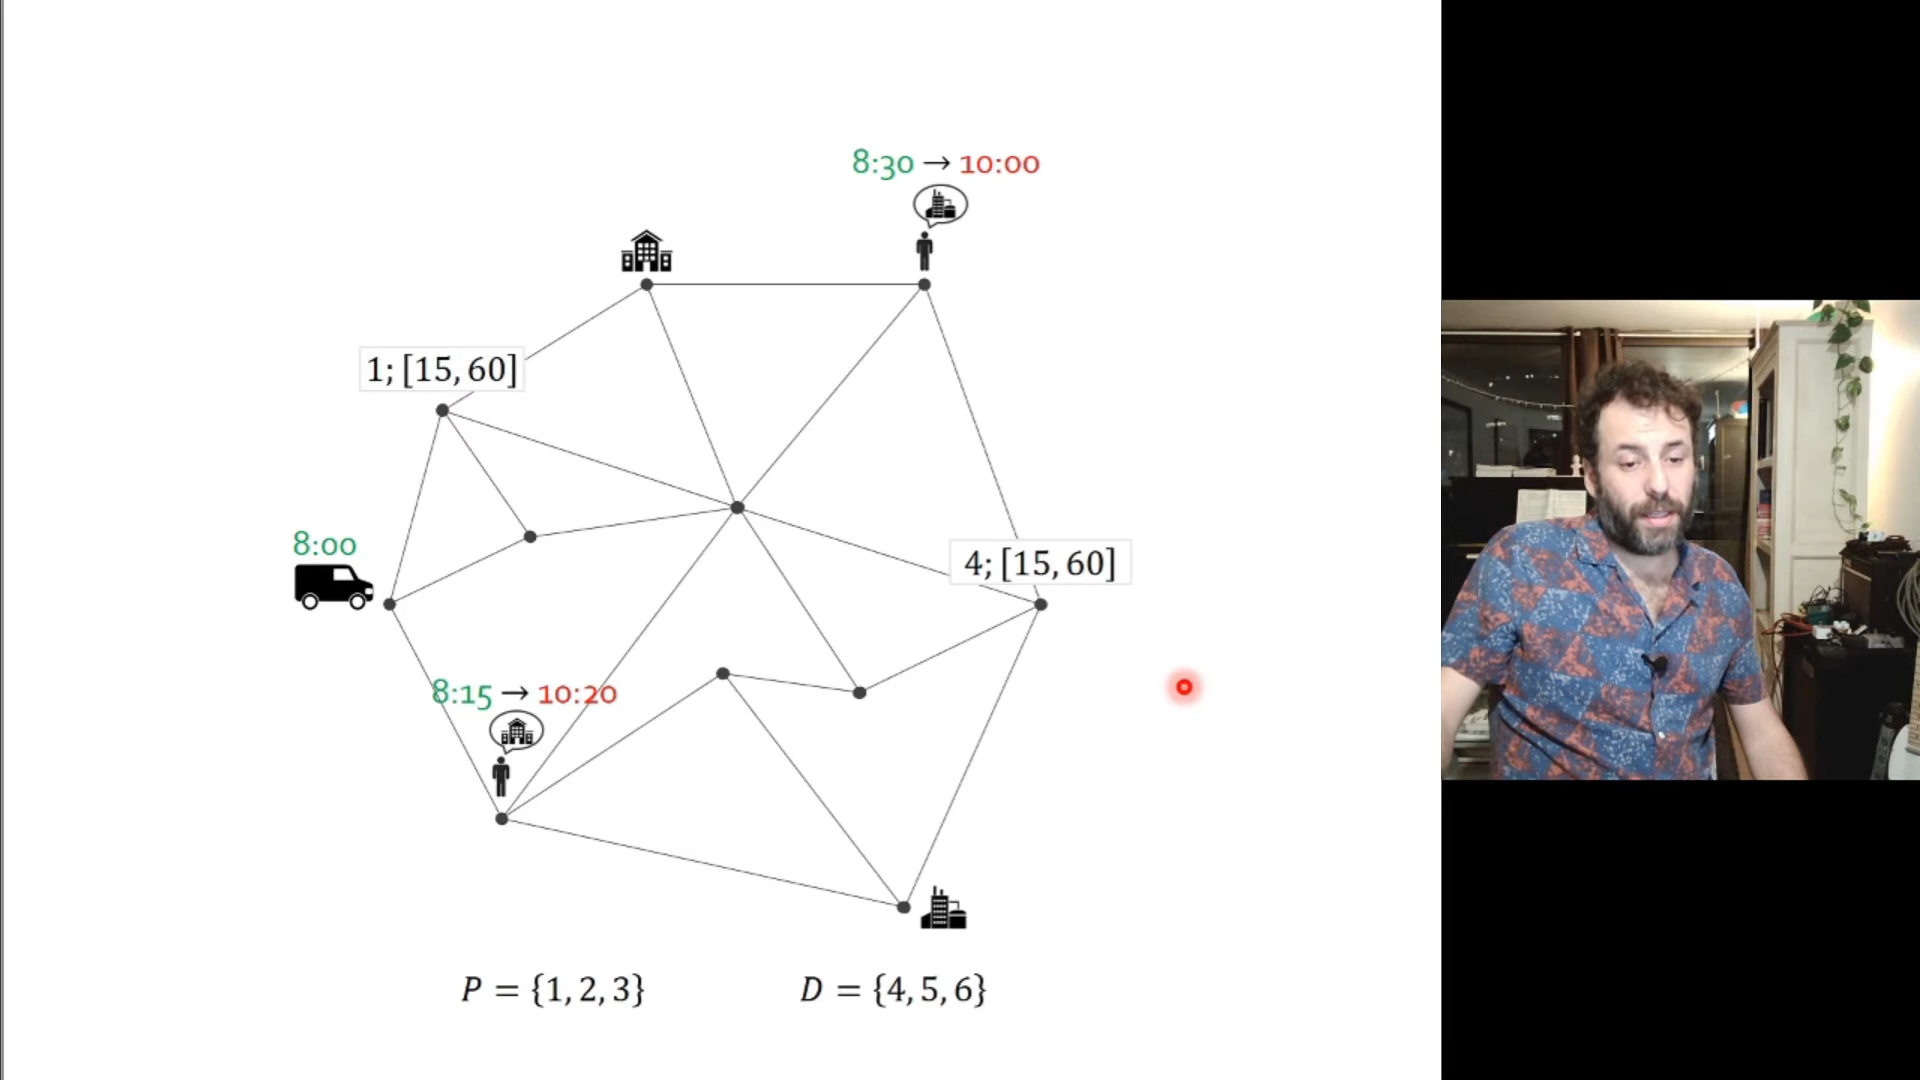 8:30 → 10:00
1; [15, 60]
8:00
4; [15, 60]
8:15 → 10:20
P = {1, 2, 3}
D = {4, 5, 6}